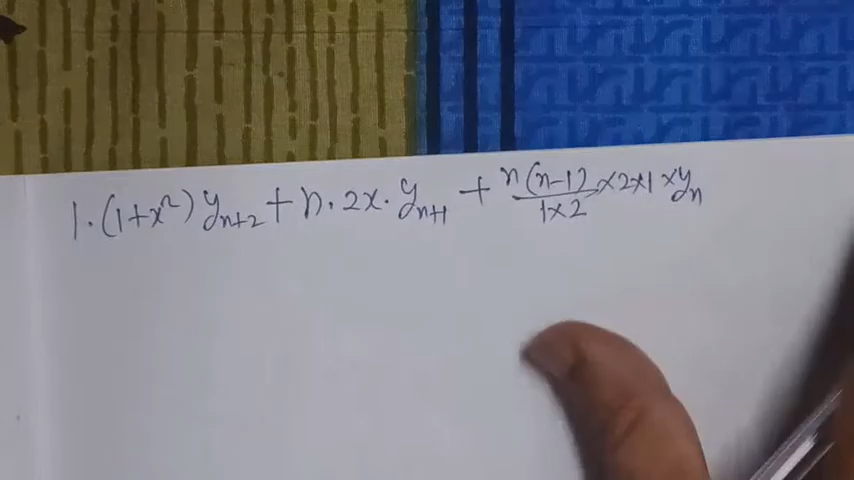 1·(1+x²)yₙ₊₂ + n·2x·yₙ₊₁ + n(n-1)/1×2 ×2×1×yₙ